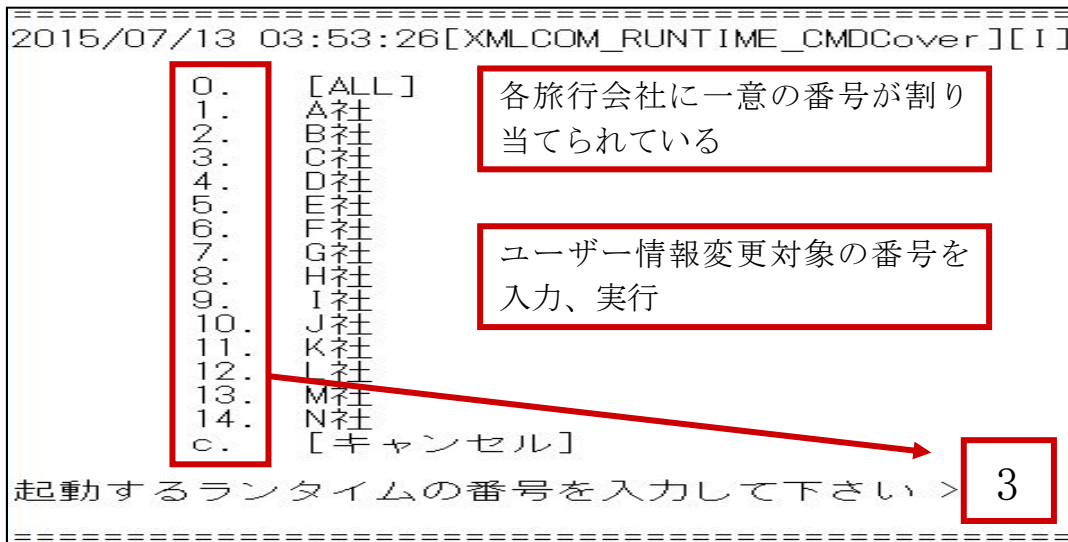 ==================================================
2015/07/13 03:53:26[XMLCOM_RUNTIME_CMDCover][I]
0. [ALL]
1. A社
2. B社
3. C社
4. D社
5. E社
6. F社
7. G社
8. H社
9. I社
10. J社
11. K社
12. L社
13. M社
14. N社
c. [キャンセル]
各旅行会社に一意の番号が割り
当てられている
ユーザー情報変更対象の番号を
入力、実行
起動するランタイムの番号を入力して下さい > 3
==================================================